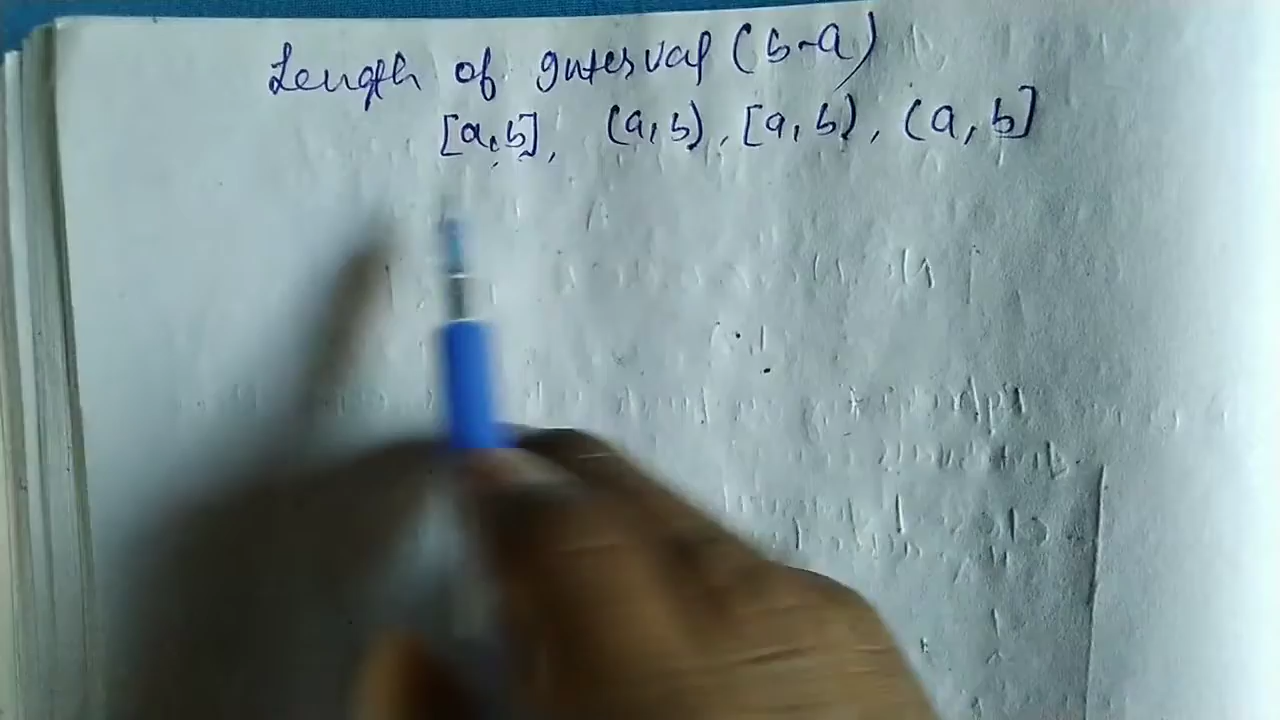 Length of Interval (b-a)
[a,b], (a,b), [a,b), (a,b]